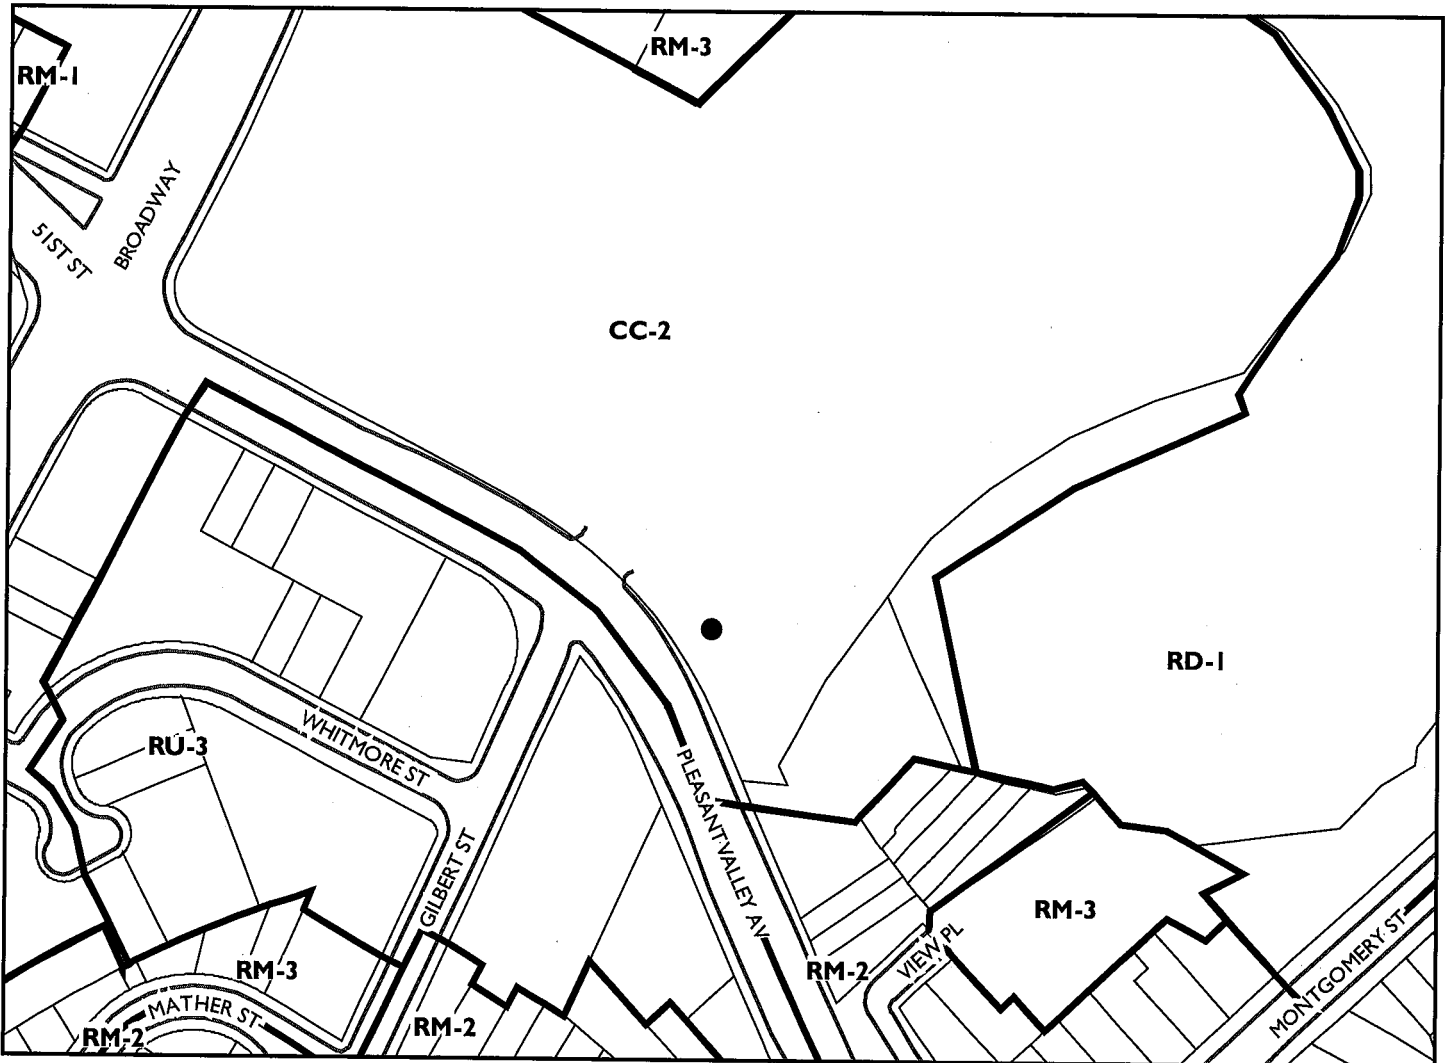 RM-3
RM-1
BROADWAY
51ST ST
CC-2
RD-1
WHITMORE ST
RU-3
PLEASANT VALLEY AV
GILBERT ST
RM-3
VIEW PL
MONTGOMERY ST
RM-3
RM-2
MATHER ST
RM-2
RM-2